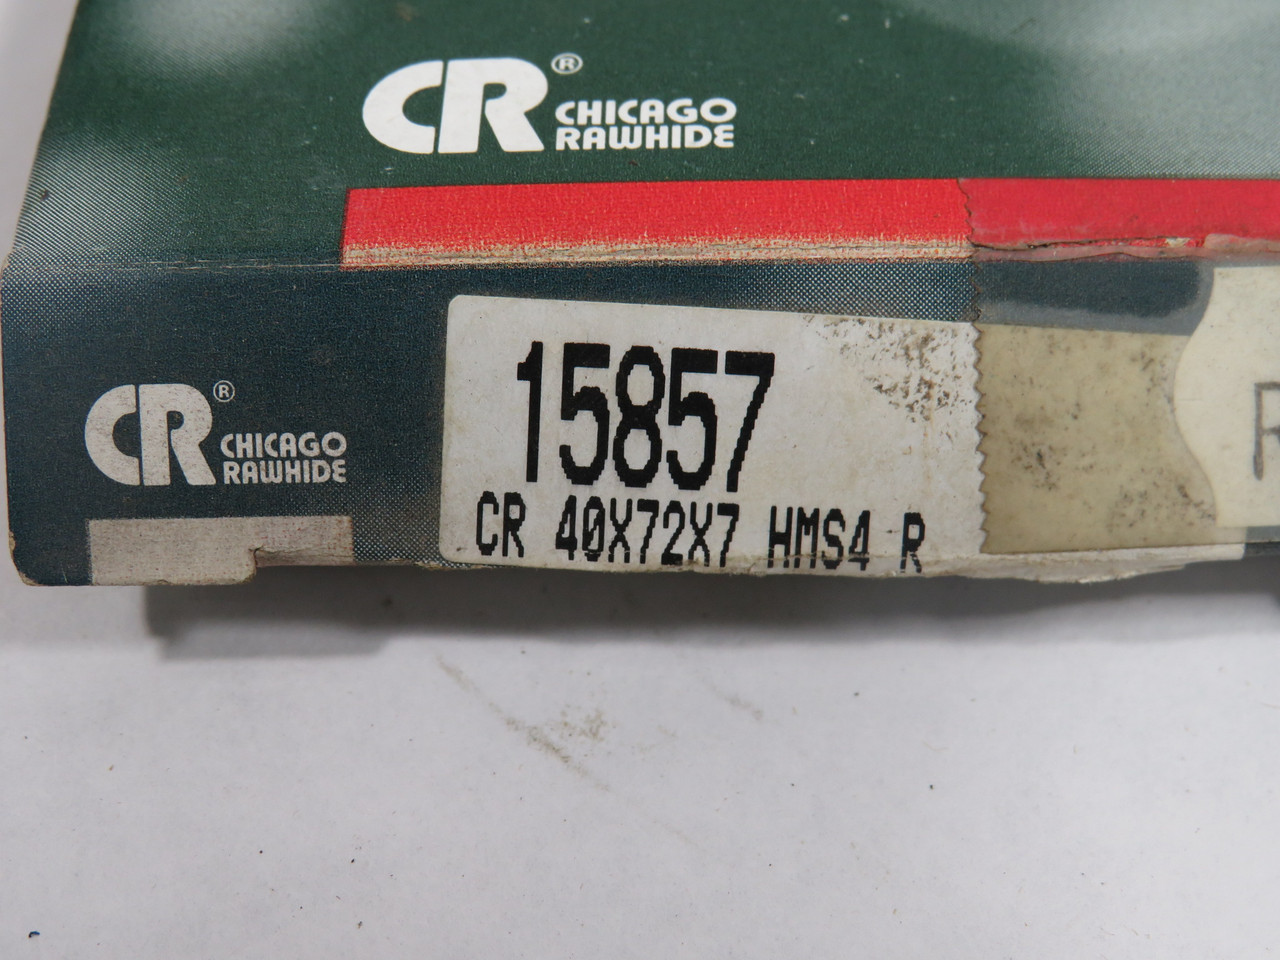 CR® CHICAGO
RAWHIDE
CR® CHICAGO
RAWHIDE
15857
CR 40X72X7 HMS4 R
R